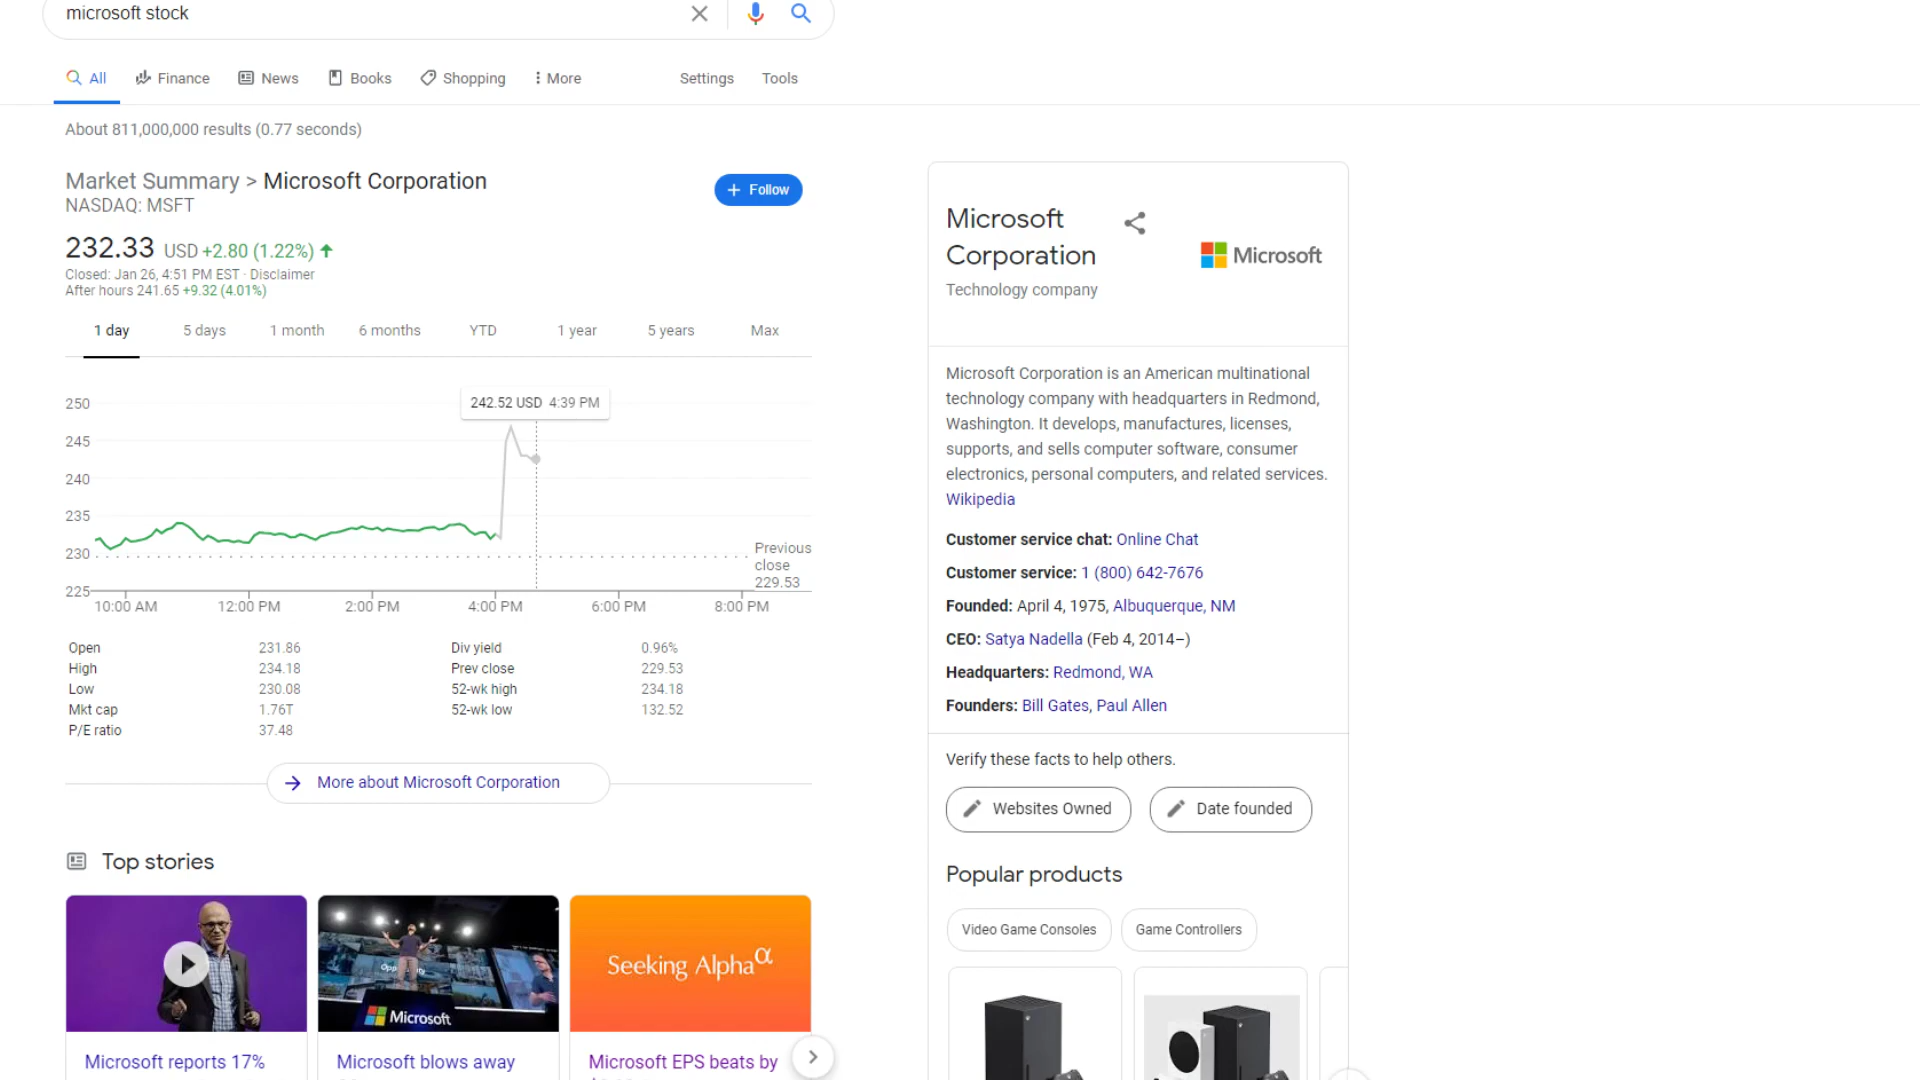 microsoft stock
All
Finance
News
Books
Shopping
More
Settings
Tools
About 811,000,000 results (0.77 seconds)
Market Summary > Microsoft Corporation
NASDAQ: MSFT
Follow
232.33 USD +2.80 (1.22%)
Closed: Jan 26, 4:51 PM EST · Disclaimer
After hours 241.65 +9.32 (4.01%)
1 day
5 days
1 month
6 months
YTD
1 year
5 years
Max
242.52 USD 4:39 PM
250
245
240
235
230
225
Previous
close
229.53
10:00 AM
12:00 PM
2:00 PM
4:00 PM
6:00 PM
8:00 PM
Open 231.86
High 234.18
Low 230.08
Mkt cap 1.76T
P/E ratio 37.48
Div yield 0.96%
Prev close 229.53
52-wk high 234.18
52-wk low 132.52
More about Microsoft Corporation
Top stories
Microsoft
Seeking Alpha α
Microsoft reports 17%
Microsoft blows away
Microsoft EPS beats by
Microsoft
Corporation
Technology company
Microsoft
Microsoft Corporation is an American multinational
technology company with headquarters in Redmond,
Washington. It develops, manufactures, licenses,
supports, and sells computer software, consumer
electronics, personal computers, and related services.
Wikipedia
Customer service chat: Online Chat
Customer service: 1 (800) 642-7676
Founded: April 4, 1975, Albuquerque, NM
CEO: Satya Nadella (Feb 4, 2014–)
Headquarters: Redmond, WA
Founders: Bill Gates, Paul Allen
Verify these facts to help others.
Websites Owned
Date founded
Popular products
Video Game Consoles
Game Controllers